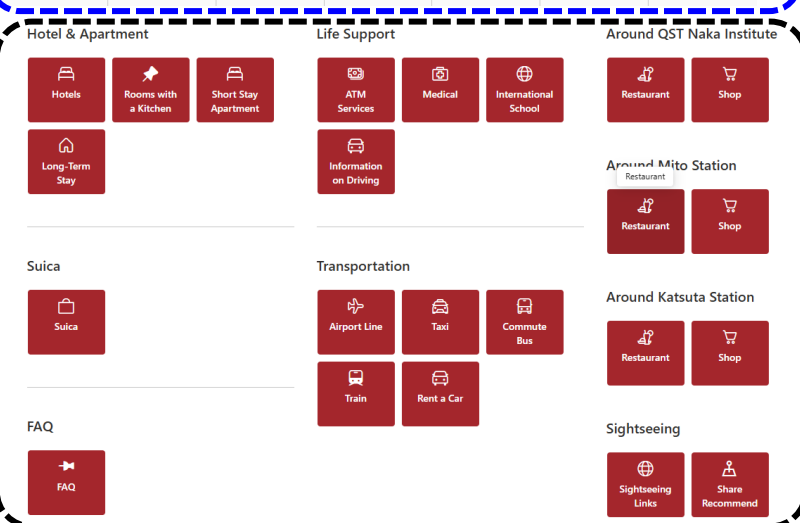 Hotel & Apartment
Hotels
Rooms with
a Kitchen
Short Stay
Apartment
Long-Term
Stay
Suica
Suica
FAQ
FAQ
Life Support
ATM
Services
Medical
International
School
Information
on Driving
Transportation
Airport Line
Taxi
Commute
Bus
Train
Rent a Car
Around QST Naka Institute
Restaurant
Shop
Around Mito Station
Restaurant
Restaurant
Shop
Around Katsuta Station
Restaurant
Shop
Sightseeing
Sightseeing
Links
Share
Recommend